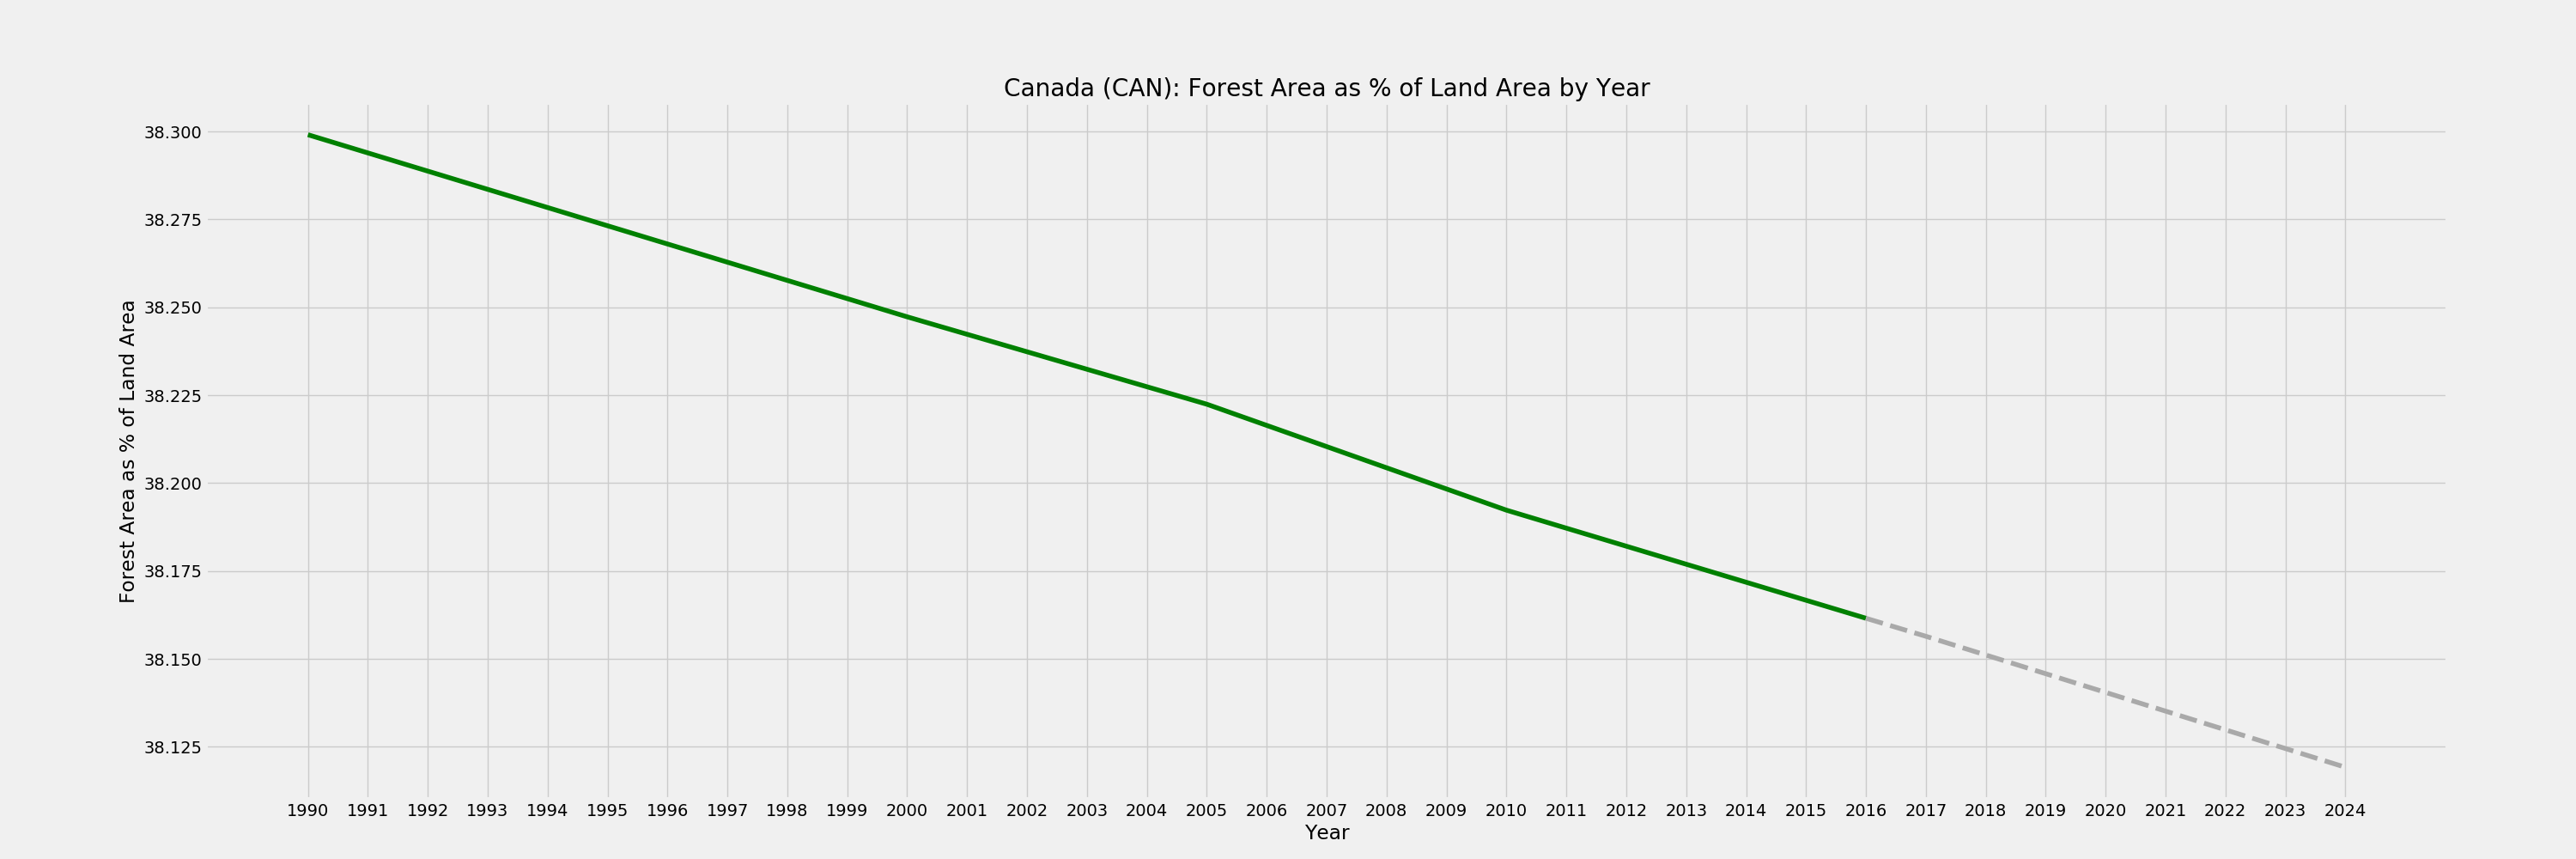 Canada (CAN): Forest Area as % of Land Area by Year
Forest Area as % of Land Area
38.300
38.275
38.250
38.225
38.200
38.175
38.150
38.125
1990 1991 1992 1993 1994 1995 1996 1997 1998 1999 2000 2001 2002 2003 2004 2005 2006 2007 2008 2009 2010 2011 2012 2013 2014 2015 2016 2017 2018 2019 2020 2021 2022 2023 2024
Year